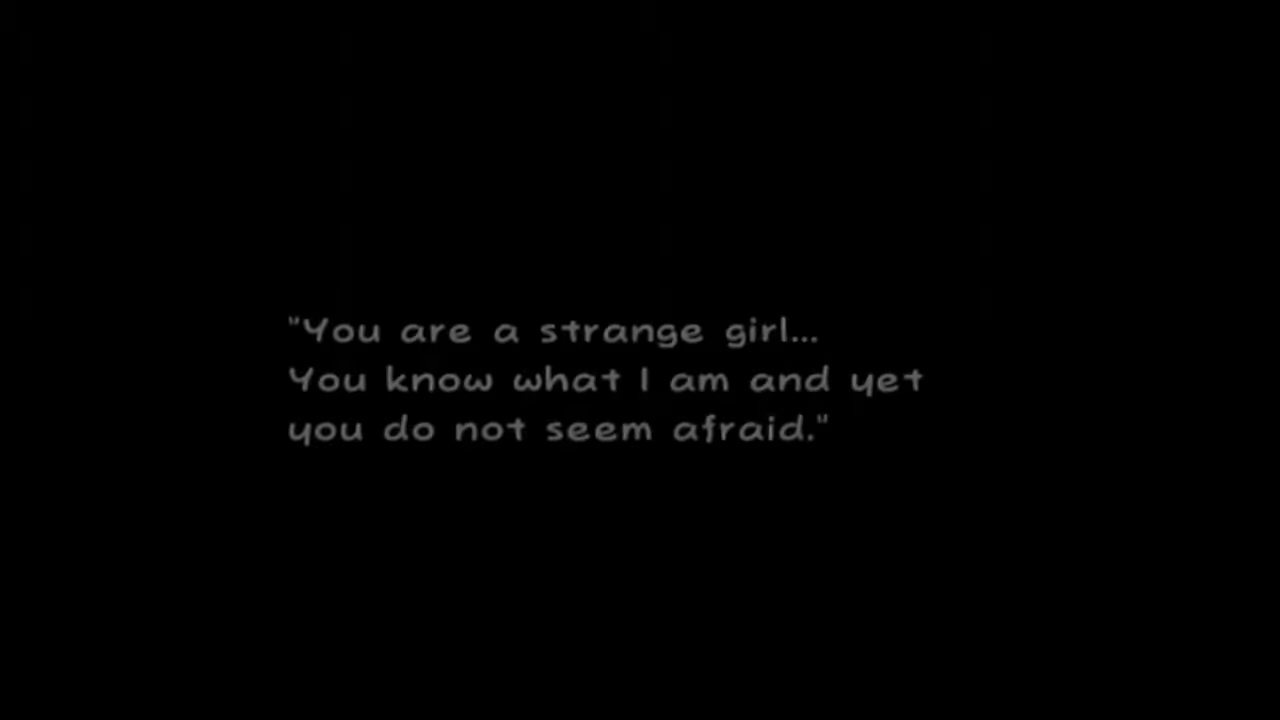 "You are a strange girl...
You know what I am and yet
you do not seem afraid."